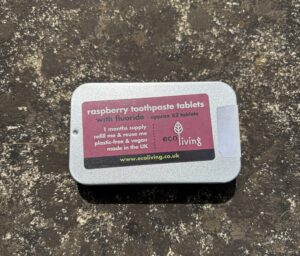 raspberry toothpaste tablets
with fluoride - approx 62 tablets
1 months supply
refill me & reuse me
plastic-free & vegan
made in the UK
eco
living
www.ecoliving.co.uk